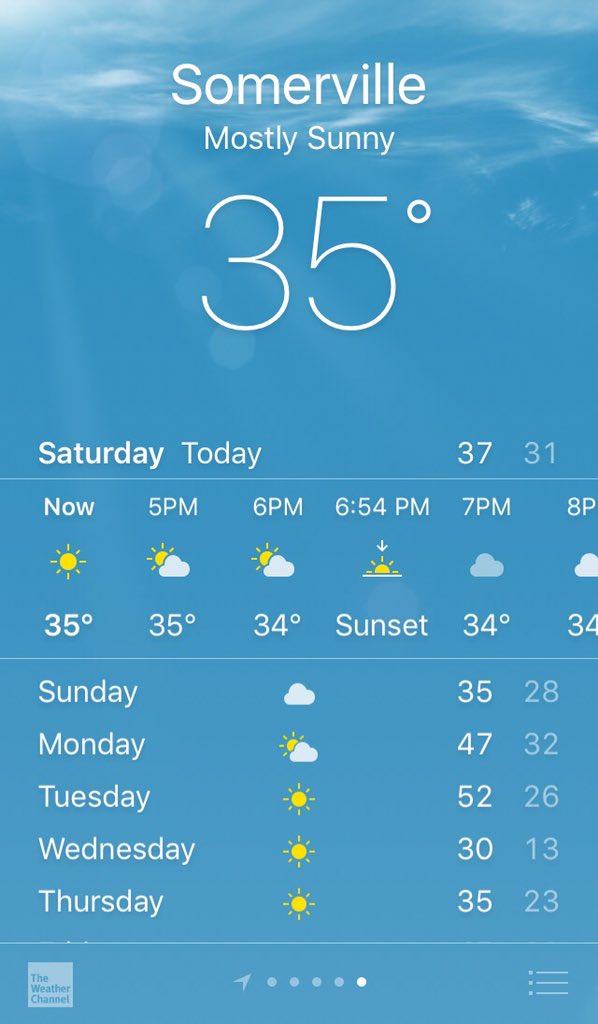 Somerville
Mostly Sunny
35°
Saturday Today 37 31
Now 5PM 6PM 6:54 PM 7PM 8P
35° 35° 34° Sunset 34° 34
Sunday 35 28
Monday 47 32
Tuesday 52 26
Wednesday 30 13
Thursday 35 23
The
Weather
Channel